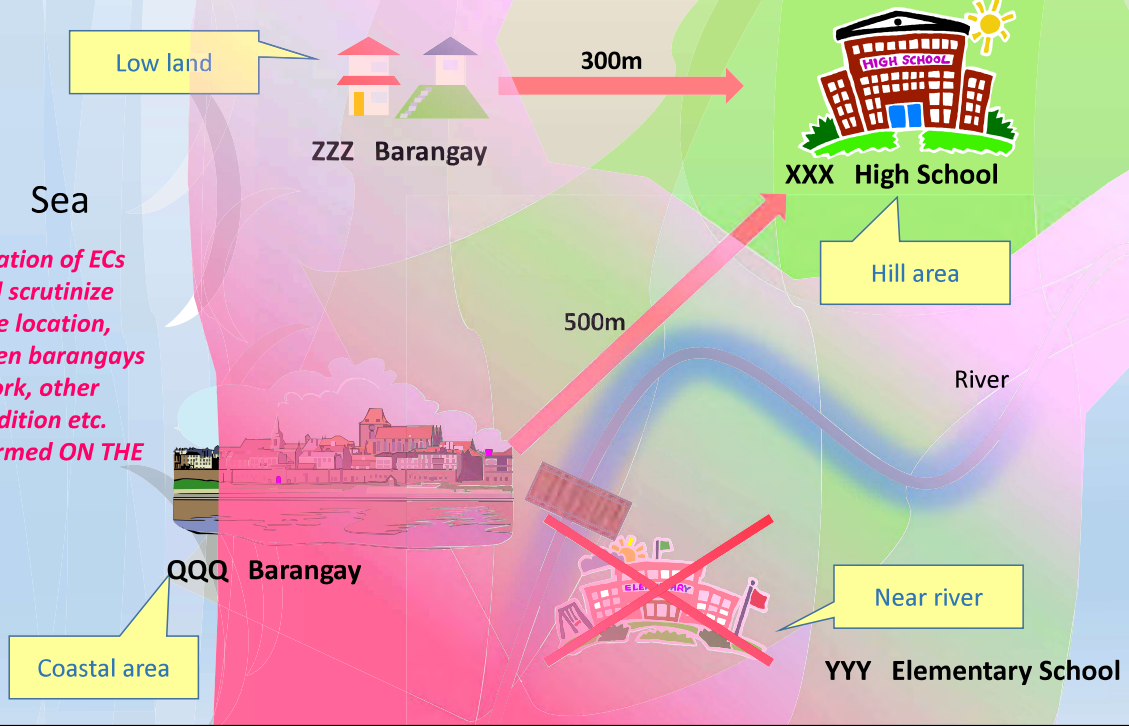 Low land
300m
HIGH SCHOOL
ZZZ Barangay
XXX High School
Sea
Hill area
ation of ECs
scrutinize
e location,
en barangays
ork, other
dition etc.
rmed ON THE
500m
River
QQQ Barangay
Near river
Coastal area
YYY Elementary School